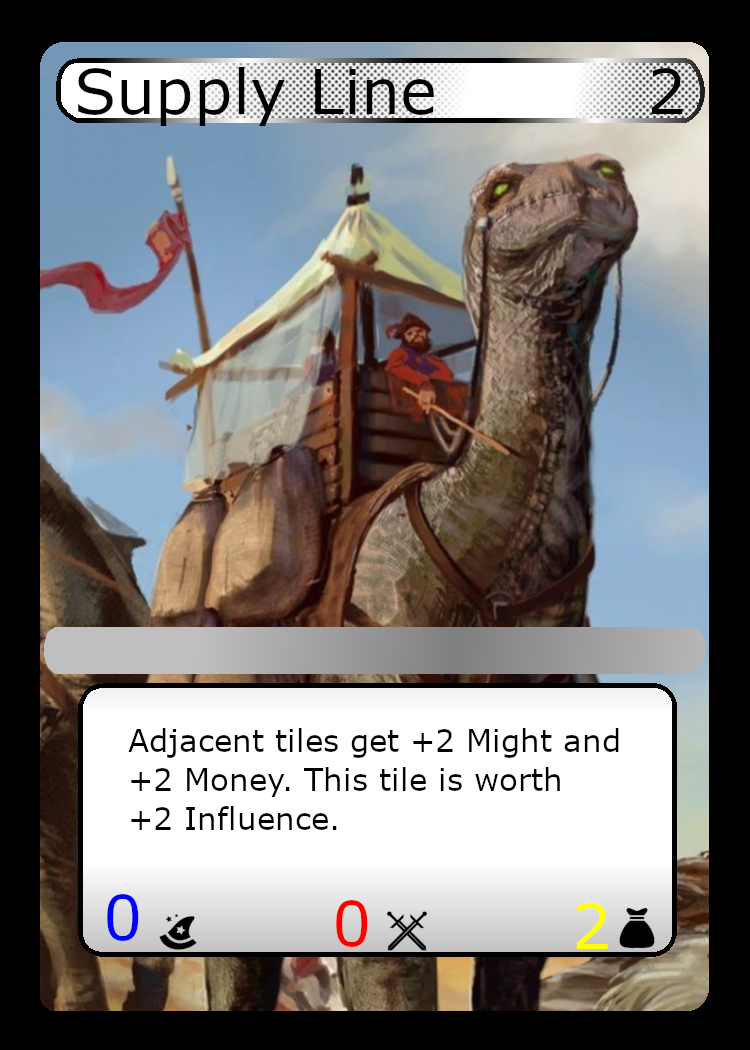 Supply Line 2
Adjacent tiles get +2 Might and
+2 Money. This tile is worth
+2 Influence.
0 0 2